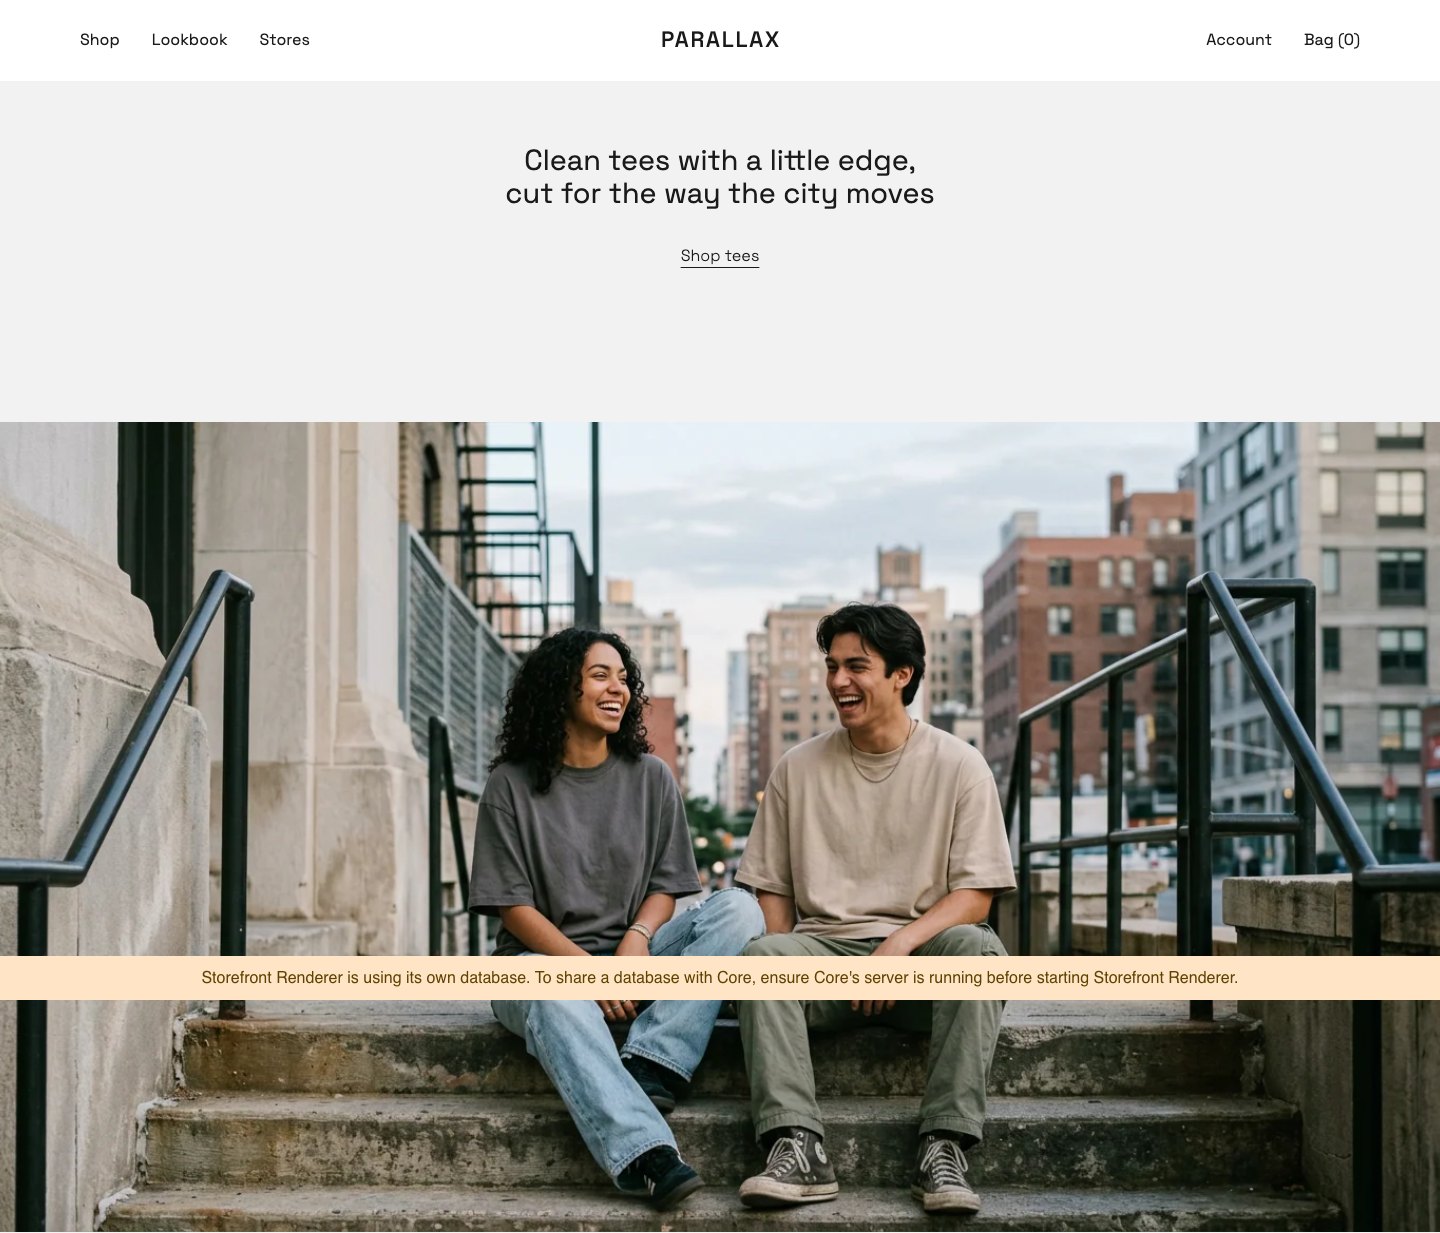 Shop Lookbook Stores PARALLAX Account Bag (0)
Clean tees with a little edge,
cut for the way the city moves
Shop tees
Storefront Renderer is using its own database. To share a database with Core, ensure Core's server is running before starting Storefront Renderer.